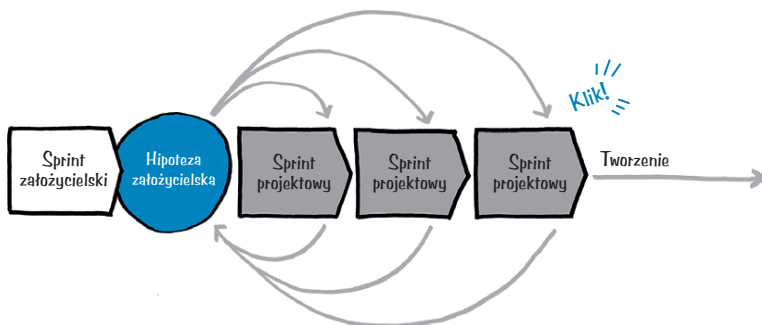 Klik!
Sprint
założycielski
Hipoteza
założycielska
Sprint
projektowy
Sprint
projektowy
Sprint
projektowy
Tworzenie